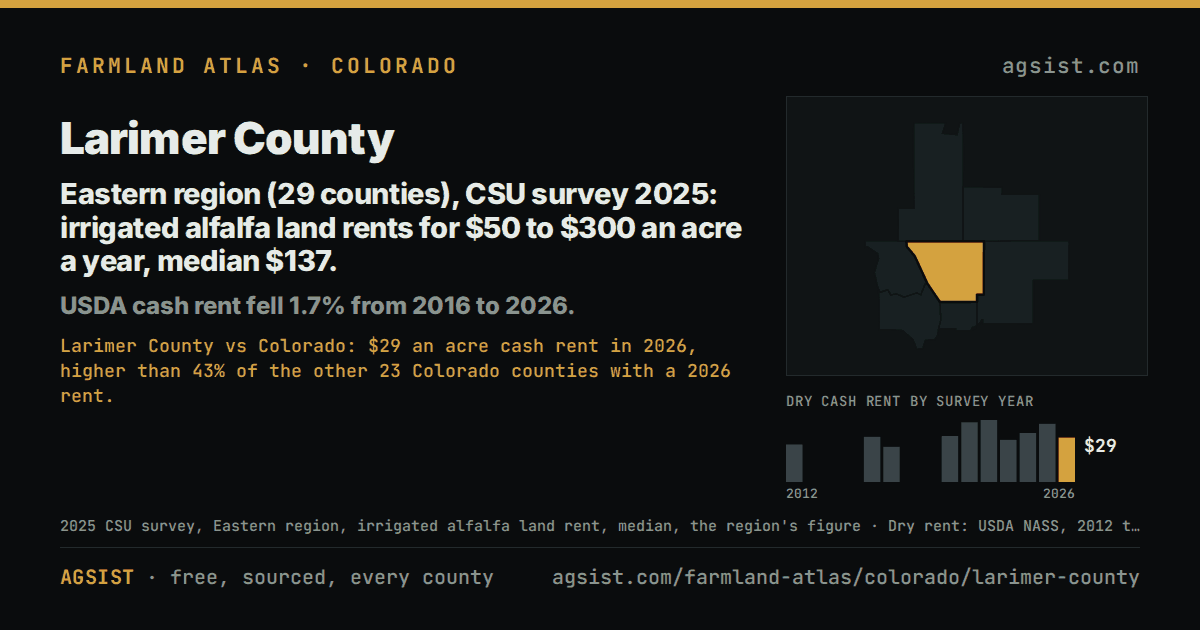 FARMLAND ATLAS · COLORADO
agsist.com
Larimer County
Eastern region (29 counties), CSU survey 2025:
irrigated alfalfa land rents for $50 to $300 an acre
a year, median $137.
USDA cash rent fell 1.7% from 2016 to 2026.
Larimer County vs Colorado: $29 an acre cash rent in 2026,
higher than 43% of the other 23 Colorado counties with a 2026
rent.
DRY CASH RENT BY SURVEY YEAR
$29
2012 2026
2025 CSU survey, Eastern region, irrigated alfalfa land rent, median, the region's figure · Dry rent: USDA NASS, 2012 t…
AGSIST · free, sourced, every county
agsist.com/farmland-atlas/colorado/larimer-county